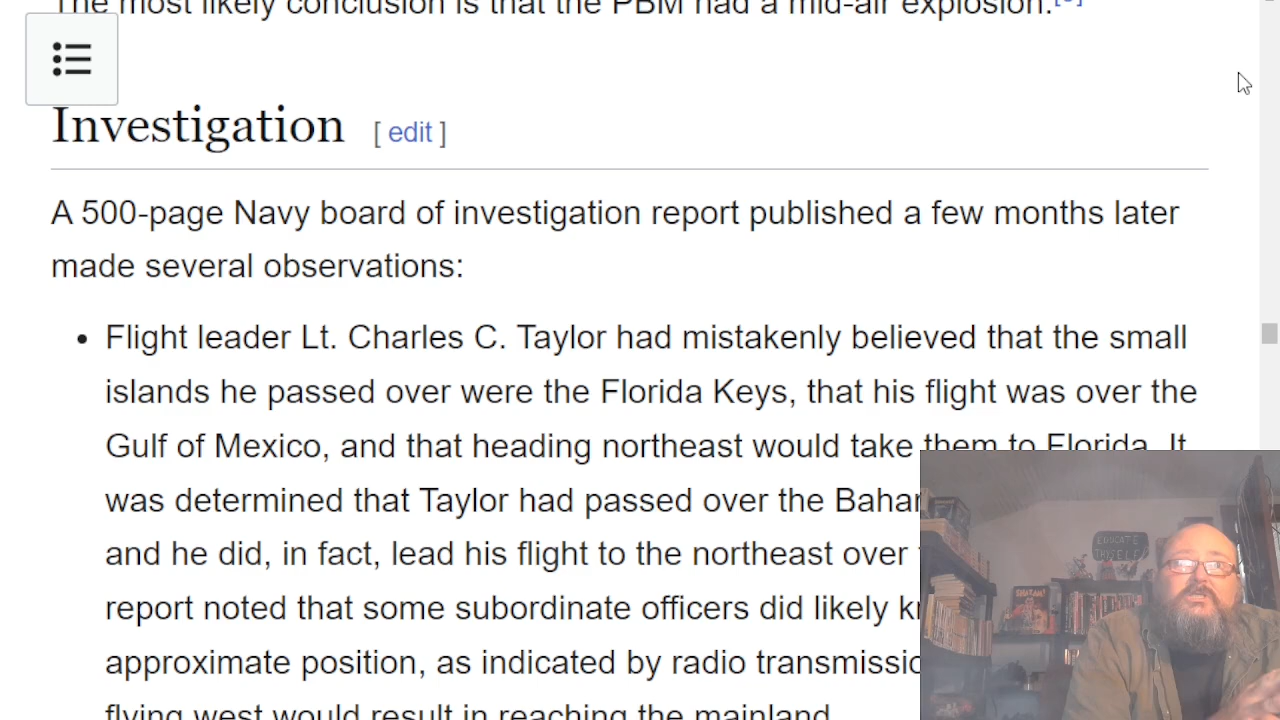 The most likely conclusion is that the PBM had a mid-air explosion.
Investigation [ edit ]
A 500-page Navy board of investigation report published a few months later
made several observations:
• Flight leader Lt. Charles C. Taylor had mistakenly believed that the small
islands he passed over were the Florida Keys, that his flight was over the
Gulf of Mexico, and that heading northeast would take them to Florida. It
was determined that Taylor had passed over the Baha
and he did, in fact, lead his flight to the northeast over
report noted that some subordinate officers did likely
approximate position, as indicated by radio
flying west would result in reaching the mainland.
EDUCATE